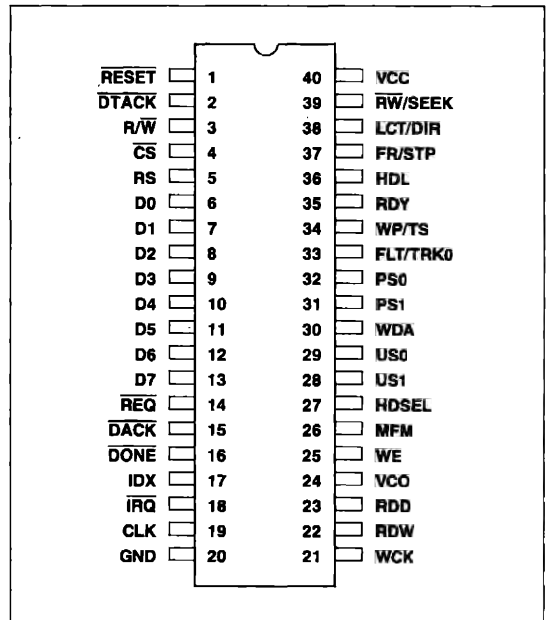 RESET 1 40 VCC
DTACK 2 39 RW/SEEK
R/W 3 38 LCT/DIR
CS 4 37 FR/STP
RS 5 36 HDL
D0 6 35 RDY
D1 7 34 WP/TS
D2 8 33 FLT/TRK0
D3 9 32 PS0
D4 10 31 PS1
D5 11 30 WDA
D6 12 29 US0
D7 13 28 US1
REQ 14 27 HDSEL
DACK 15 26 MFM
DONE 16 25 WE
IDX 17 24 VCO
IRQ 18 23 RDD
CLK 19 22 RDW
GND 20 21 WCK